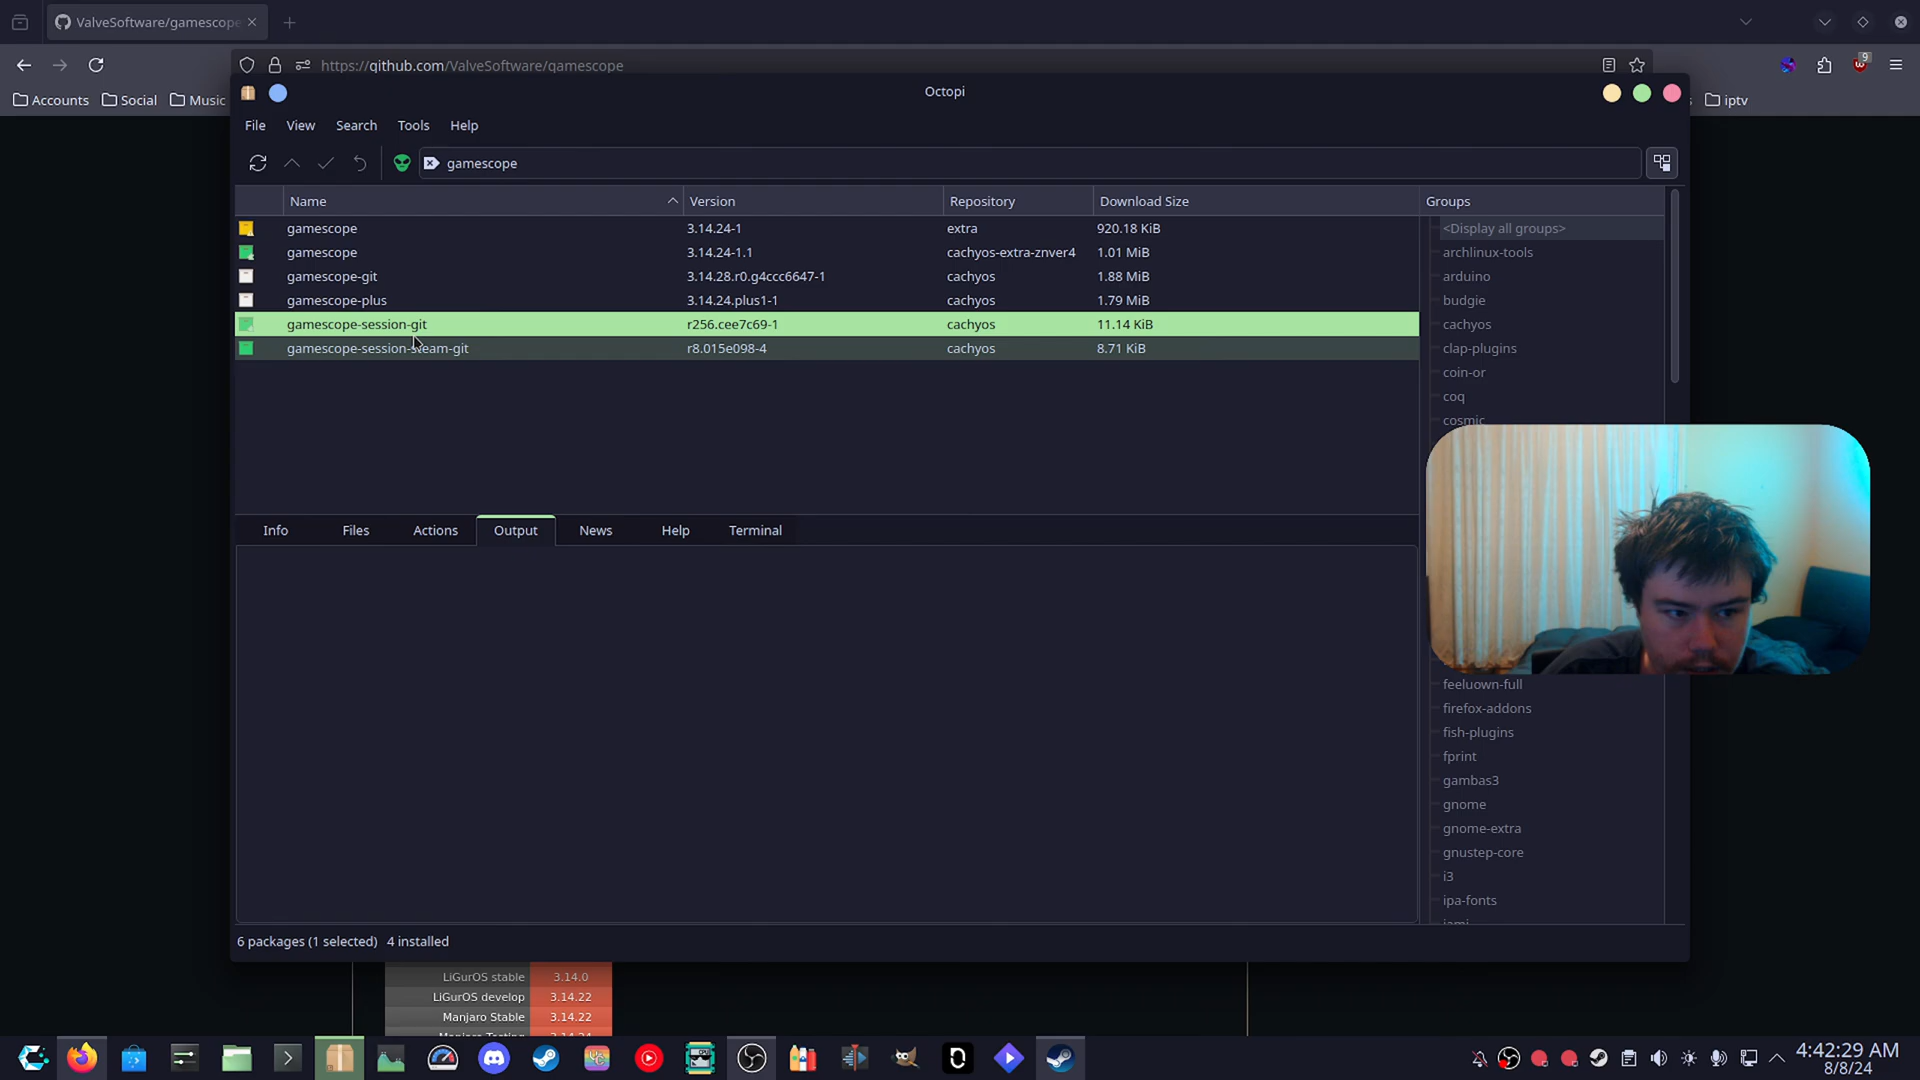 ValveSoftware/gamescope
https://github.com/ValveSoftware/gamescope
9
Accounts Social Music
iptv
Octopi
File View Search Tools Help
gamescope
Name Version Repository Download Size Groups
gamescope 3.14.24-1 extra 920.18 KiB
gamescope 3.14.24-1.1 cachyos-extra-znver4 1.01 MiB
gamescope-git 3.14.28.r0.g4ccc6647-1 cachyos 1.88 MiB
gamescope-plus 3.14.24.plus1-1 cachyos 1.79 MiB
gamescope-session-git r256.cee7c69-1 cachyos 11.14 KiB
gamescope-session-steam-git r8.015e098-4 cachyos 8.71 KiB
<Display all groups>
archlinux-tools
arduino
budgie
cachyos
clap-plugins
coin-or
coq
cosmic
feeluown-full
firefox-addons
fish-plugins
fprint
gambas3
gnome
gnome-extra
gnustep-core
i3
ipa-fonts
jami
Info Files Actions Output News Help Terminal
6 packages (1 selected) 4 installed
LiGurOS stable 3.14.0
LiGurOS develop 3.14.22
Manjaro Stable 3.14.22
Manjaro Testing 3.14.24
4:42:29 AM
8/8/24